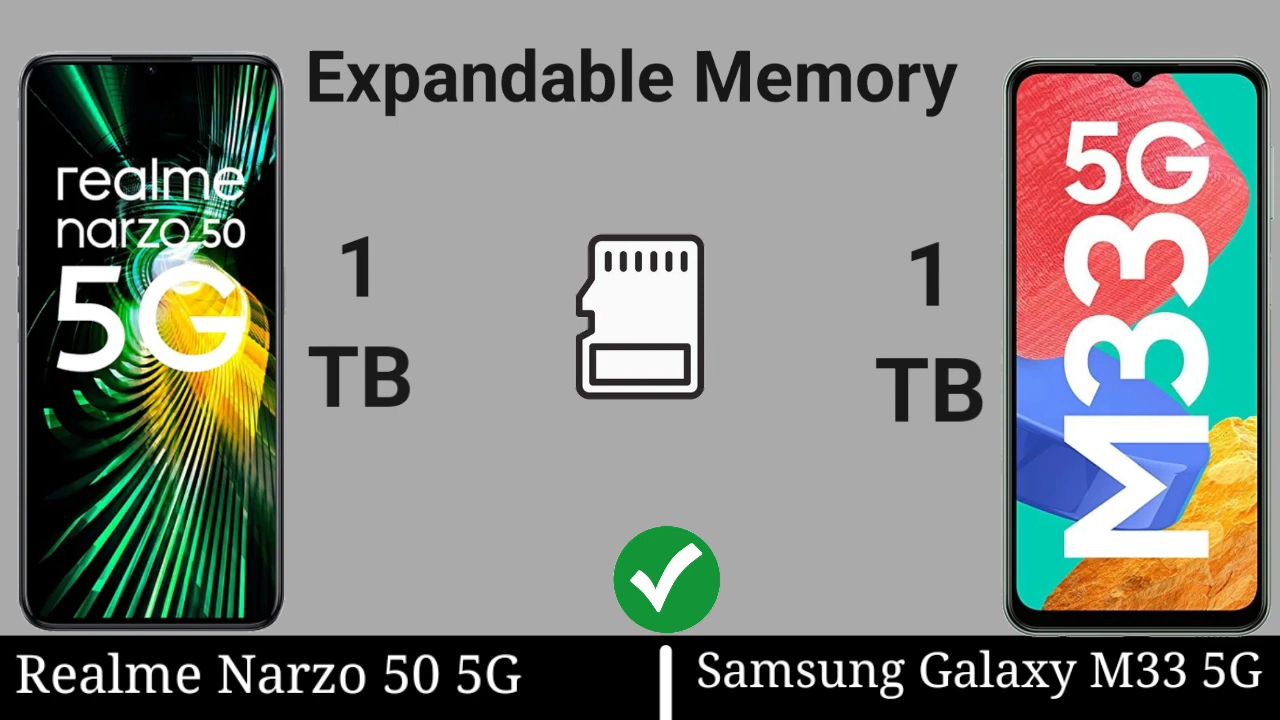 Expandable Memory
realme
narzo 50
5G
1
TB
1
TB
M33 5G
Realme Narzo 50 5G
Samsung Galaxy M33 5G